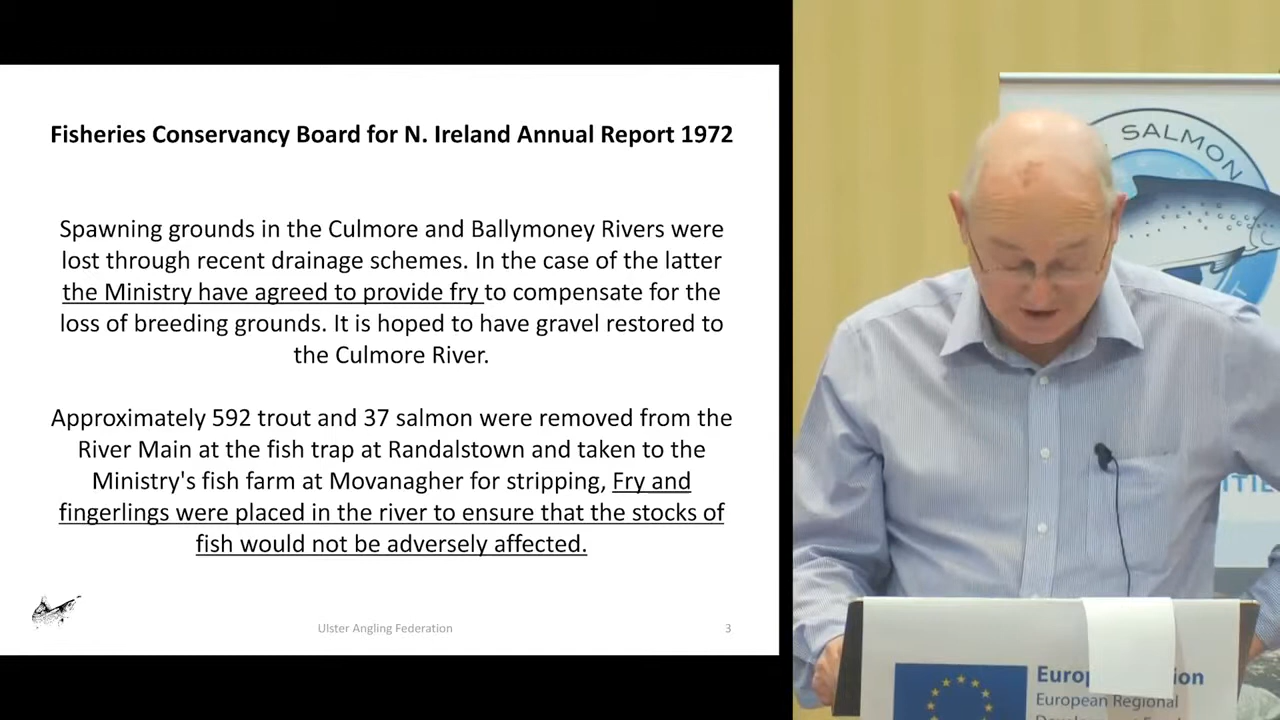 Fisheries Conservancy Board for N. Ireland Annual Report 1972
Spawning grounds in the Culmore and Ballymoney Rivers were
lost through recent drainage schemes. In the case of the latter
the Ministry have agreed to provide fry to compensate for the
loss of breeding grounds. It is hoped to have gravel restored to
the Culmore River.
Approximately 592 trout and 37 salmon were removed from the
River Main at the fish trap at Randalstown and taken to the
Ministry's fish farm at Movanagher for stripping, Fry and
fingerlings were placed in the river to ensure that the stocks of
fish would not be adversely affected.
Ulster Angling Federation
3
SALMON
European Regional